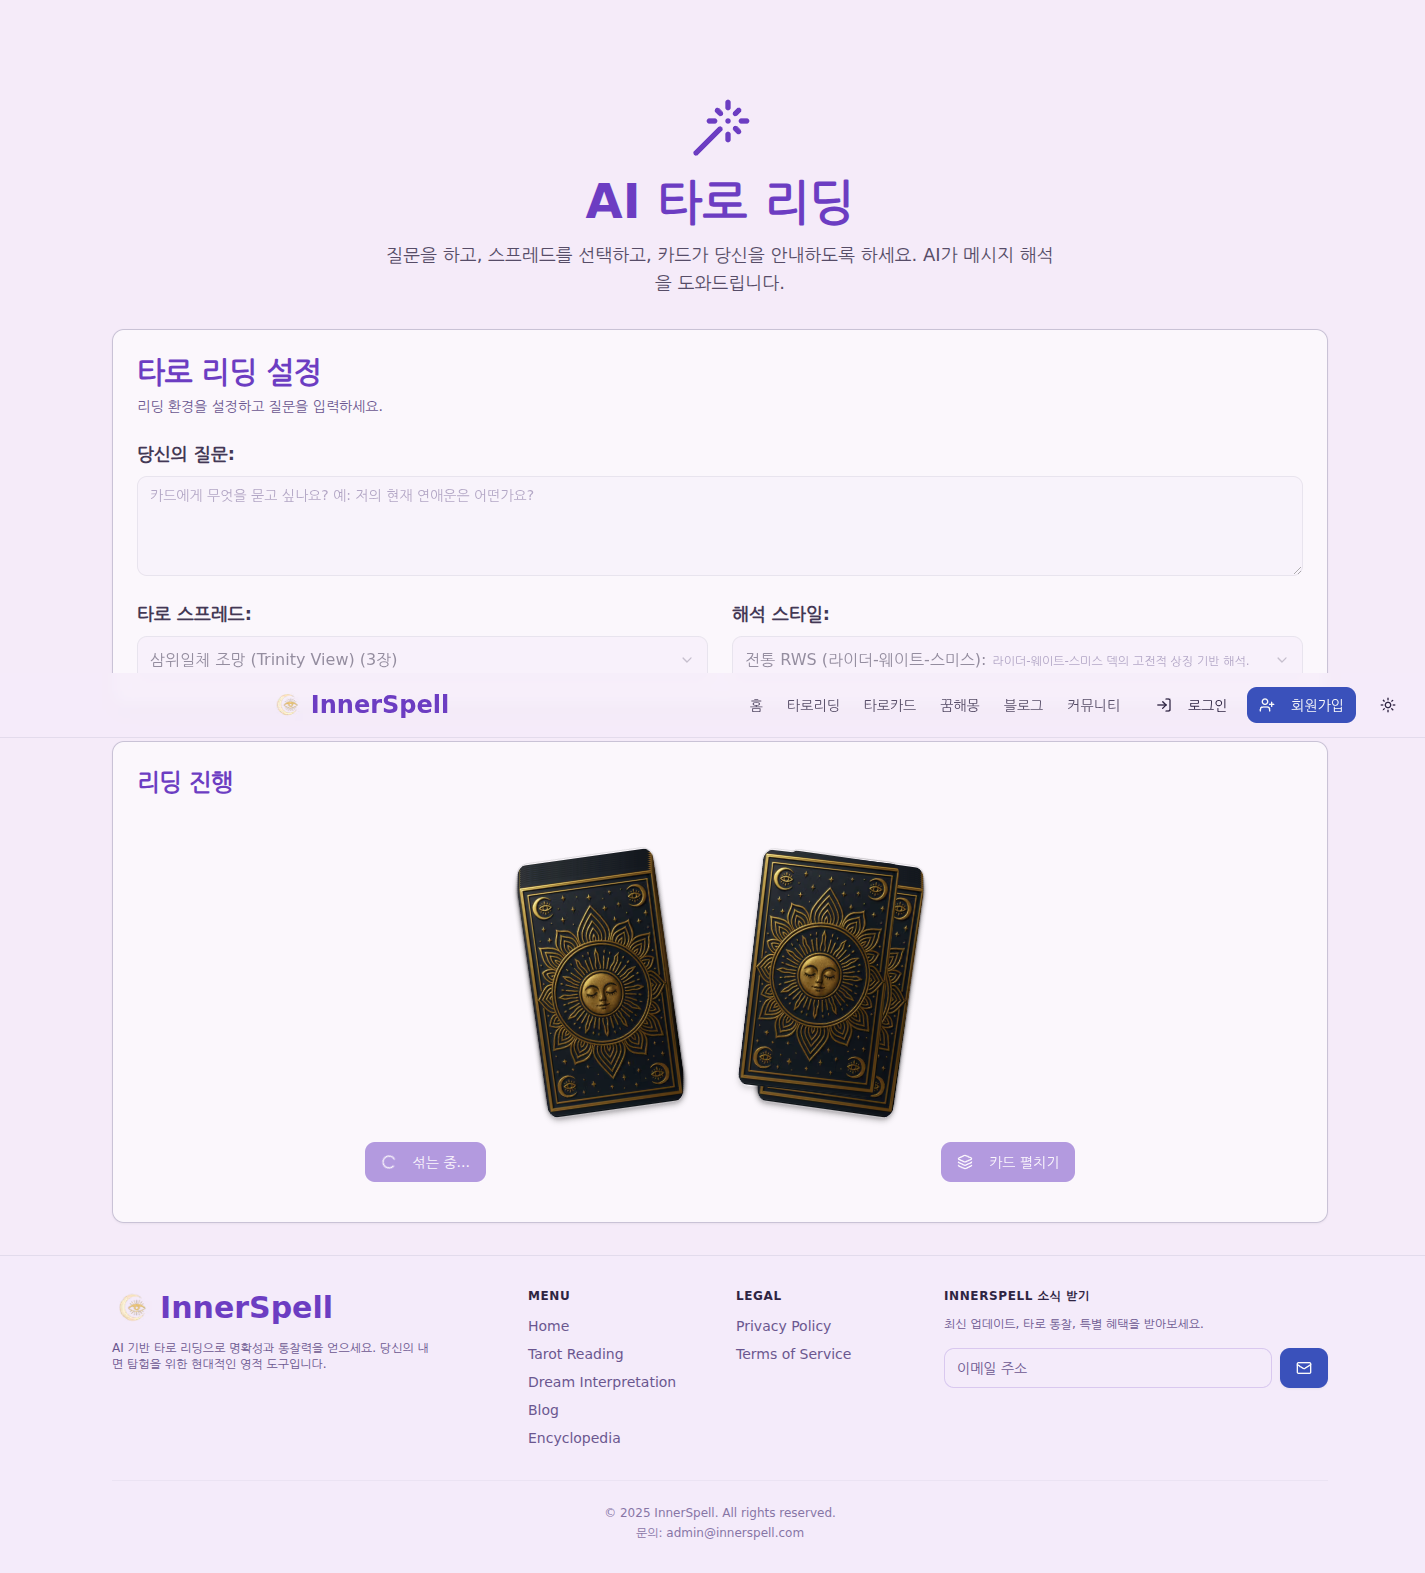 AI 타로 리딩
질문을 하고, 스프레드를 선택하고, 카드가 당신을 안내하도록 하세요. AI가 메시지 해석
을 도와드립니다.
타로 리딩 설정
리딩 환경을 설정하고 질문을 입력하세요.
당신의 질문:
카드에게 무엇을 묻고 싶나요? 예: 저의 현재 연애운은 어떤가요?
타로 스프레드:
해석 스타일:
삼위일체 조망 (Trinity View) (3장)
전통 RWS (라이더-웨이트-스미스): 라이더-웨이트-스미스 덱의 고전적 상징 기반 해석.
InnerSpell
홈 타로리딩 타로카드 꿈해몽 블로그 커뮤니티 로그인 회원가입
리딩 진행
섞는 중...
카드 펼치기
InnerSpell
AI 기반 타로 리딩으로 명확성과 통찰력을 얻으세요. 당신의 내
면 탐험을 위한 현대적인 영적 도구입니다.
MENU
Home
Tarot Reading
Dream Interpretation
Blog
Encyclopedia
LEGAL
Privacy Policy
Terms of Service
INNERSPELL 소식 받기
최신 업데이트, 타로 통찰, 특별 혜택을 받아보세요.
이메일 주소
© 2025 InnerSpell. All rights reserved.
문의: admin@innerspell.com